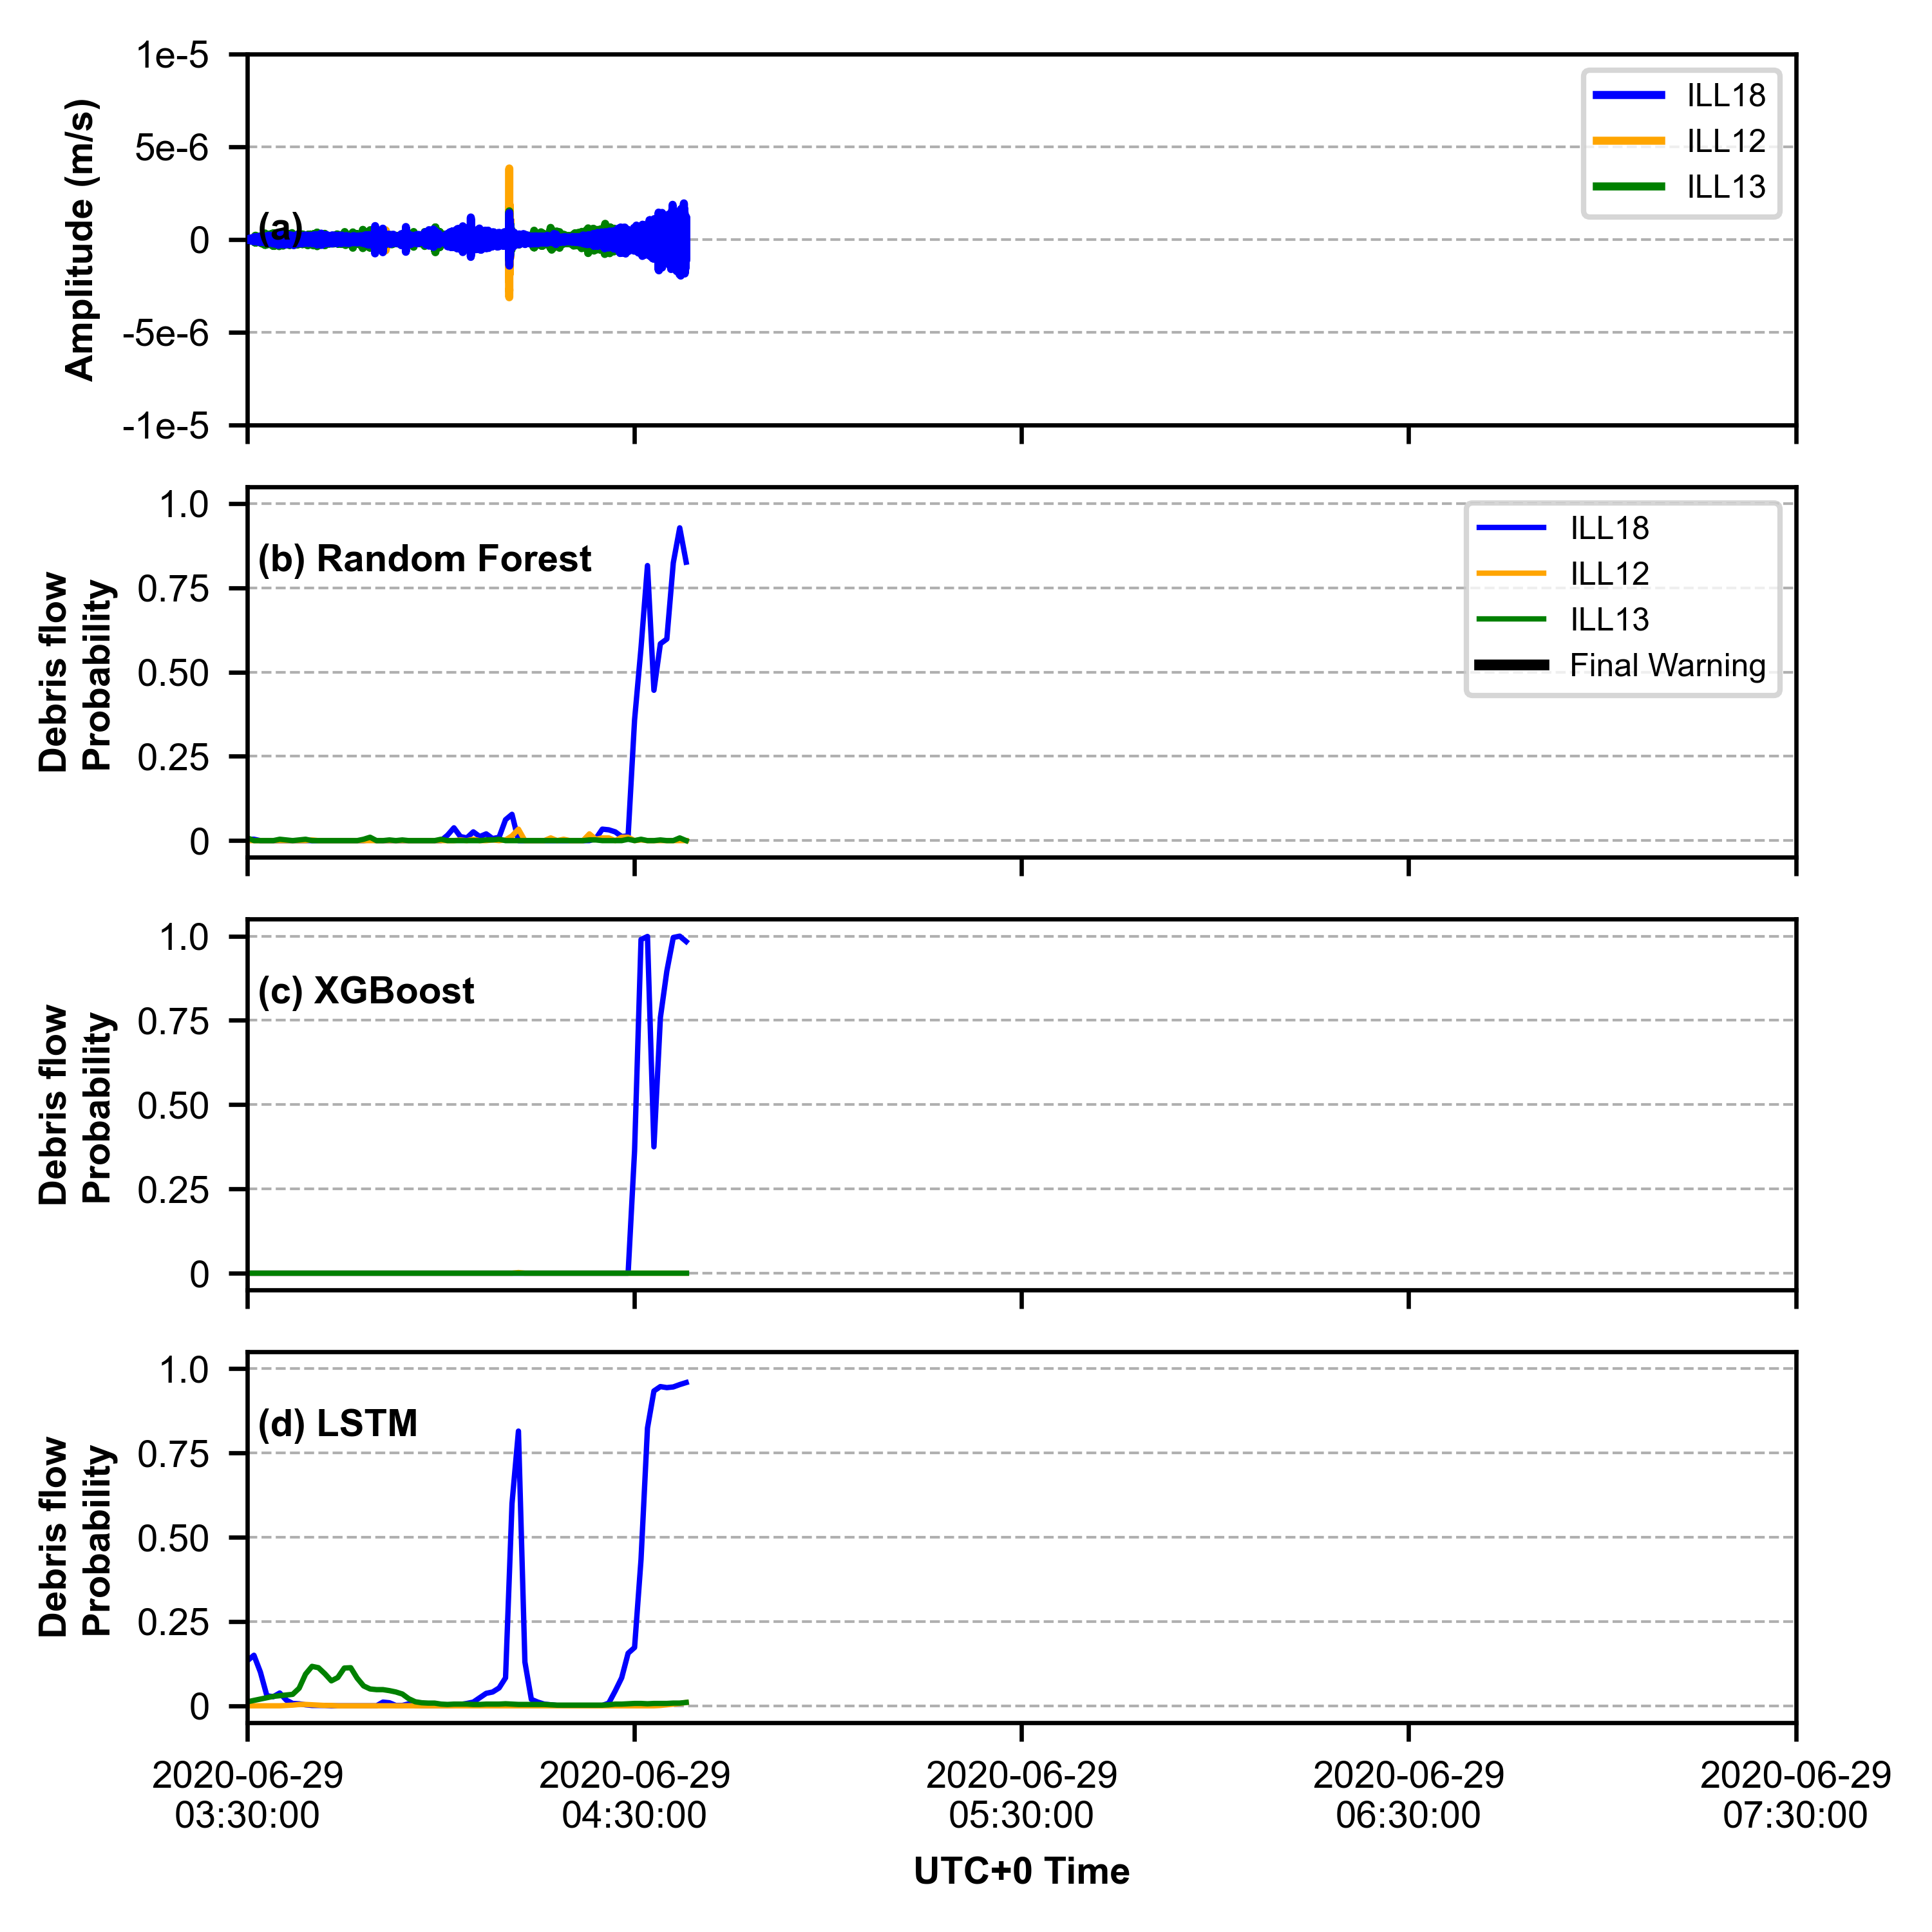 1e-5
5e-6
0
-5e-6
-1e-5
Amplitude (m/s)
(a)
ILL18
ILL12
ILL13
1.0
0.75
0.50
0.25
0
Debris flow
Probability
(b) Random Forest
ILL18
ILL12
ILL13
Final Warning
1.0
0.75
0.50
0.25
0
Debris flow
Probability
(c) XGBoost
1.0
0.75
0.50
0.25
0
Debris flow
Probability
(d) LSTM
2020-06-29 2020-06-29 2020-06-29 2020-06-29 2020-06-29
03:30:00 04:30:00 05:30:00 06:30:00 07:30:00
UTC+0 Time